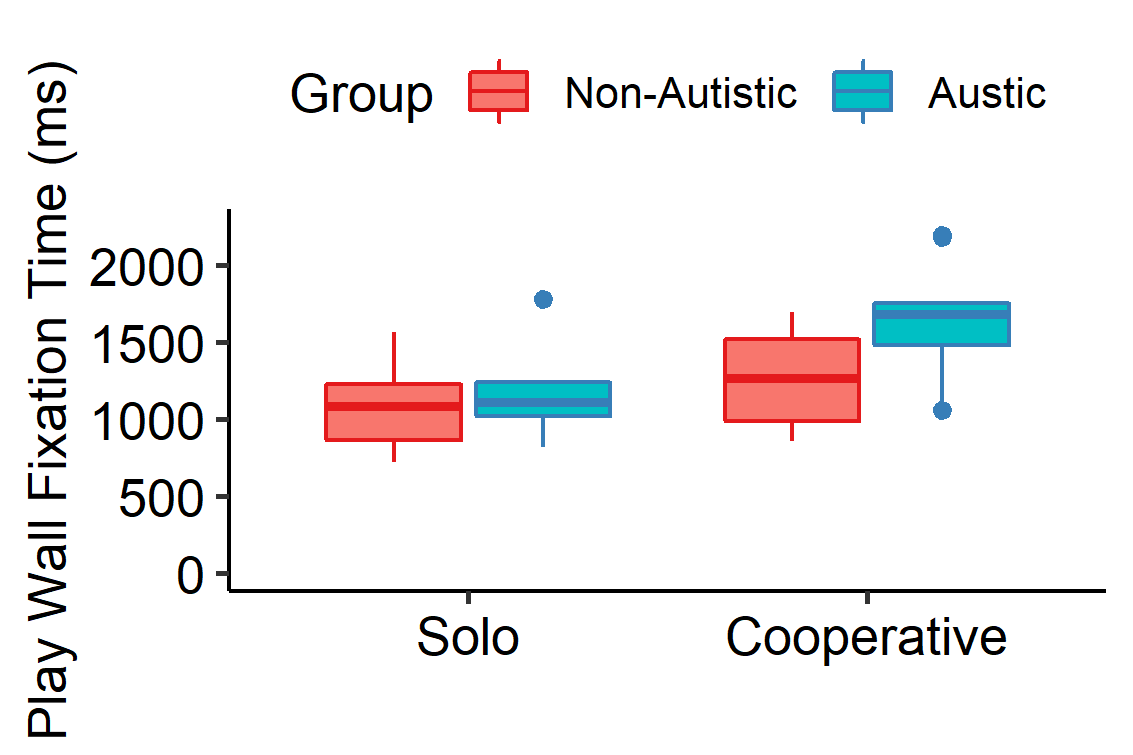 Group Non-Autistic Austic
Play Wall Fixation Time (ms)
2000
1500
1000
500
0
Solo Cooperative